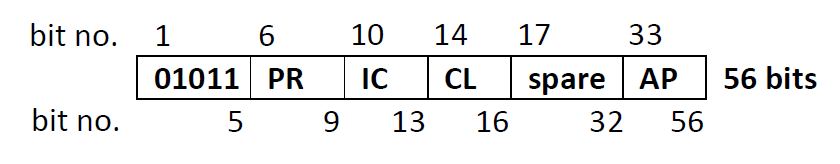 bit no. 1 6 10 14 17 33
01011 PR IC CL spare AP 56 bits
bit no. 5 9 13 16 32 56